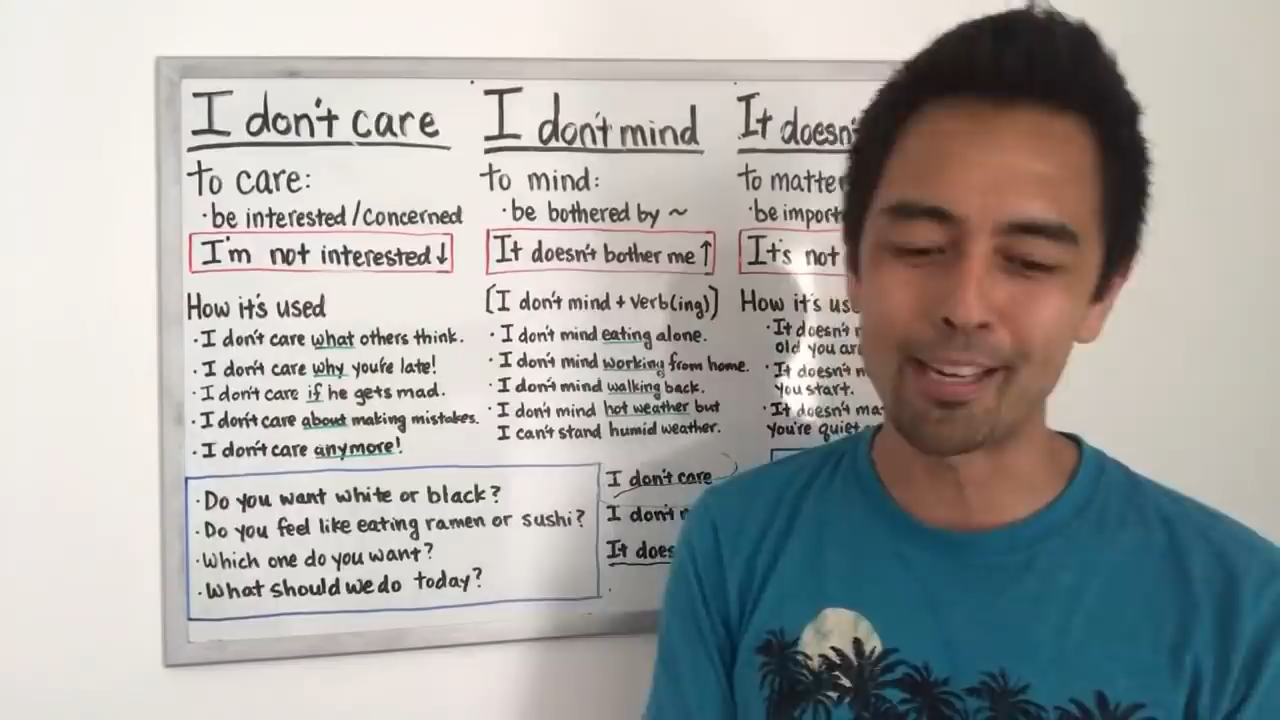 I don't care
to care:
· be interested/concerned
I'm not interested ↓
How it's used
· I don't care what others think.
· I don't care why you're late!
· I don't care if he gets mad.
· I don't care about making mistakes.
· I don't care anymore!
I don't mind
to mind:
· be bothered by ~
It doesn't bother me ↑
[I don't mind + verb(ing)]
· I don't mind eating alone.
· I don't mind working from home.
· I don't mind walking back.
· I don't mind hot weather but
I can't stand humid weather.
It
to
· be
It's not
How it's
· It doesn't
old you
· It doesn't
you start.
· It doesn't
you're quiet
· Do you want white or black?
· Do you feel like eating ramen or sushi?
· Which one do you want?
· What should we do today?
I don't care
I don't
It